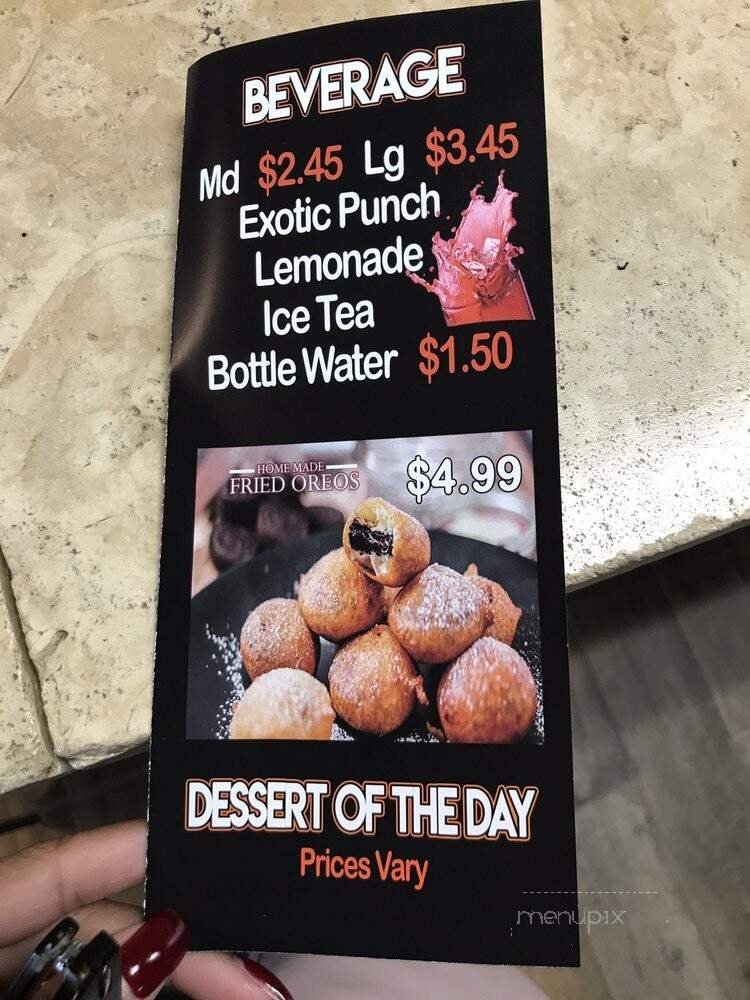 BEVERAGE
Md $2.45 Lg $3.45
Exotic Punch
Lemonade
Ice Tea
Bottle Water $1.50
HOME MADE
FRIED OREOS
$4.99
DESSERT OF THE DAY
Prices Vary
menupix